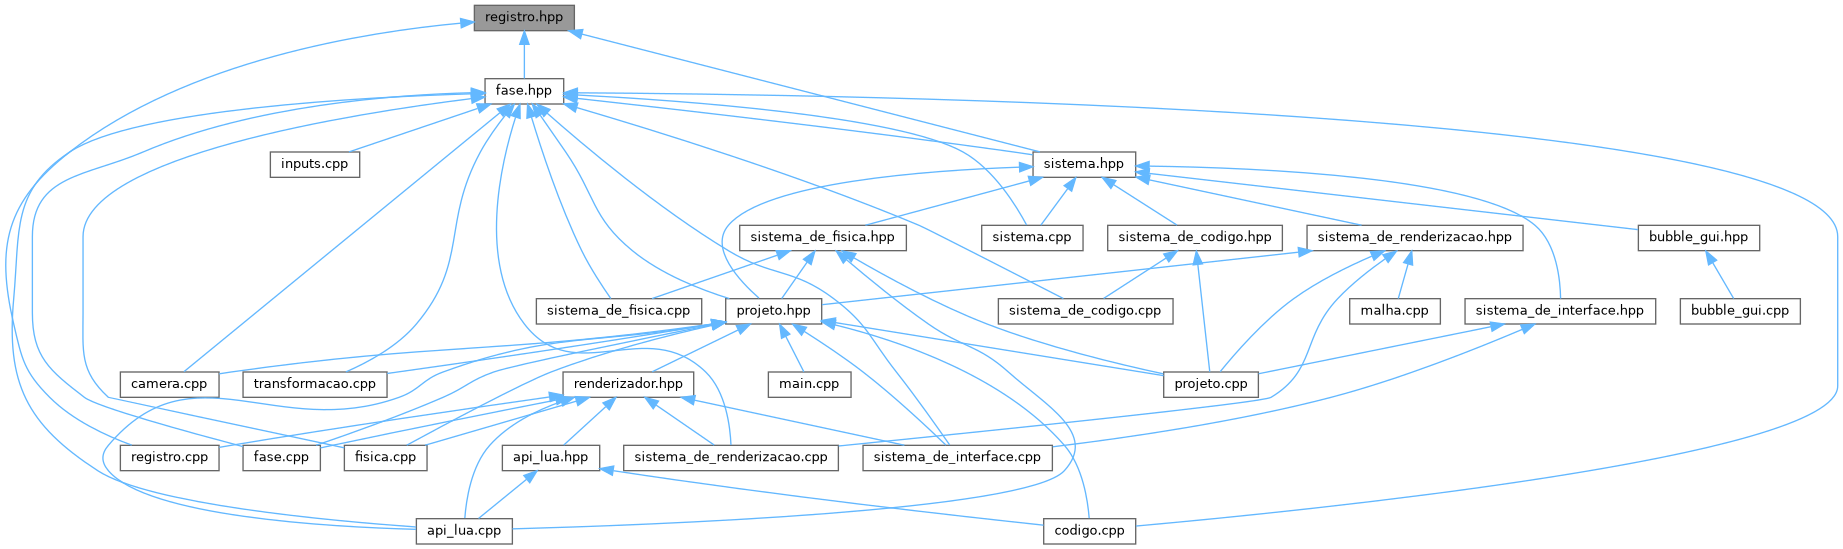 registro.hpp
fase.hpp
inputs.cpp
sistema.hpp
sistema_de_fisica.hpp
sistema.cpp
sistema_de_codigo.hpp
sistema_de_renderizacao.hpp
bubble_gui.hpp
sistema_de_fisica.cpp
projeto.hpp
sistema_de_codigo.cpp
malha.cpp
sistema_de_interface.hpp
bubble_gui.cpp
camera.cpp
transformacao.cpp
renderizador.hpp
main.cpp
projeto.cpp
registro.cpp
fase.cpp
fisica.cpp
api_lua.hpp
sistema_de_renderizacao.cpp
sistema_de_interface.cpp
api_lua.cpp
codigo.cpp